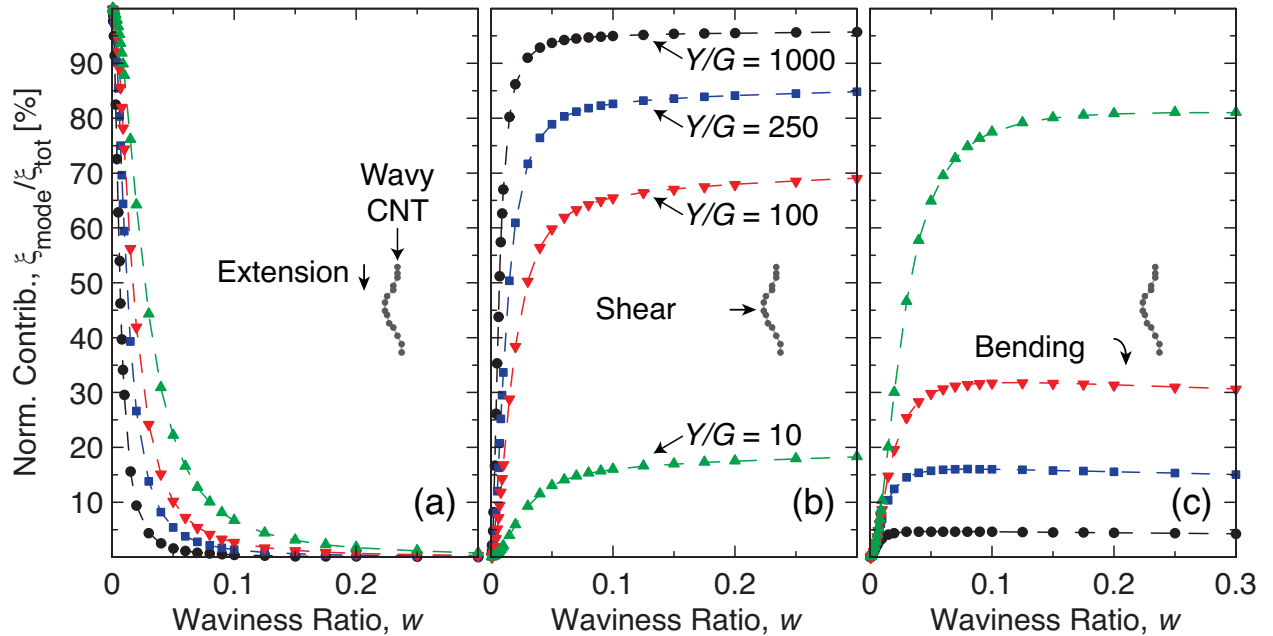 Norm. Contrib., ξmode/ξtot [%]
90
80
70
60
50
40
30
20
10
Wavy
CNT
Extension
(a)
0 0.1 0.2
Waviness Ratio, w
Y/G = 1000
Y/G = 250
Y/G = 100
Shear
Y/G = 10
(b)
0 0.1 0.2
Waviness Ratio, w
Bending
(c)
0 0.1 0.2 0.3
Waviness Ratio, w